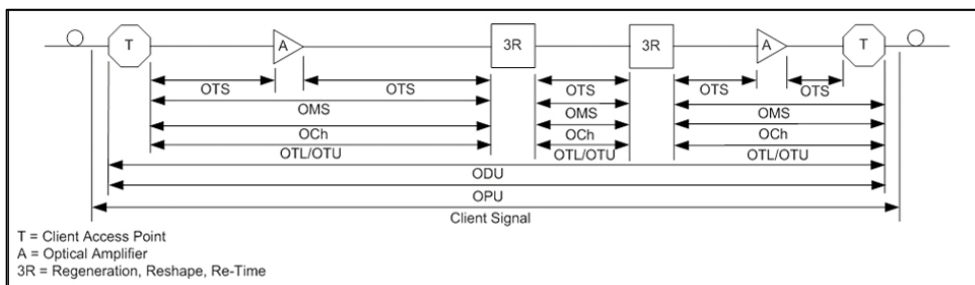 T A 3R 3R A T
OTS OTS OTS OTS OTS
OMS OMS OMS
OCh OCh OCh
OTL/OTU OTL/OTU OTL/OTU
ODU
OPU
Client Signal
T = Client Access Point
A = Optical Amplifier
3R = Regeneration, Reshape, Re-Time